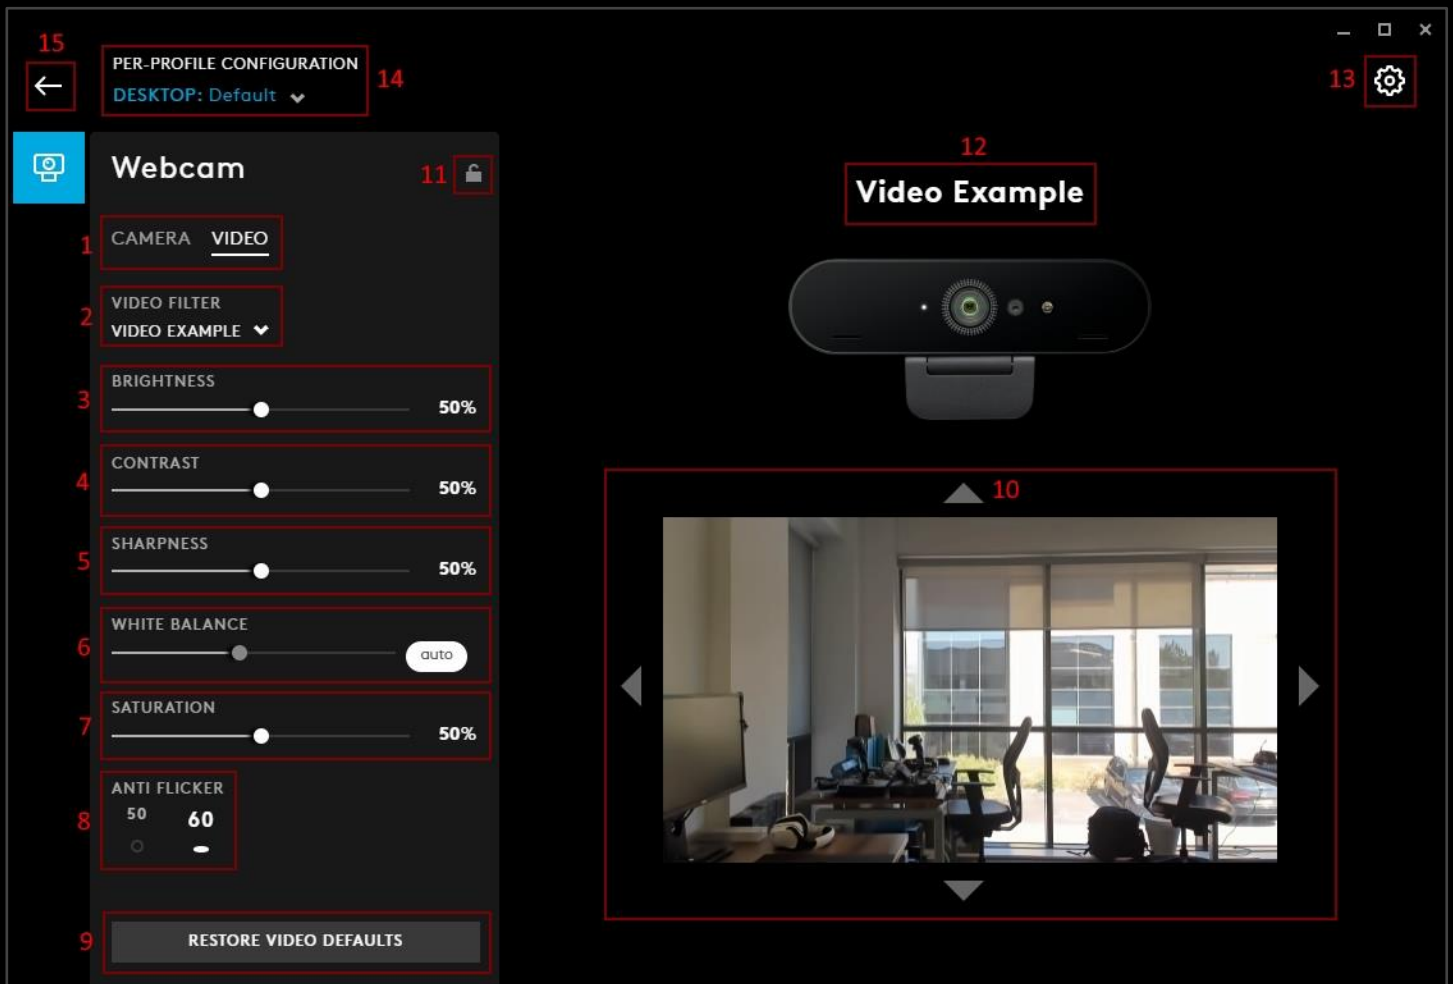 15
PER-PROFILE CONFIGURATION
DESKTOP: Default
14
13
Webcam
11
12
Video Example
1
CAMERA VIDEO
2
VIDEO FILTER
VIDEO EXAMPLE
3
BRIGHTNESS
50%
4
CONTRAST
50%
10
5
SHARPNESS
50%
6
WHITE BALANCE
auto
7
SATURATION
50%
8
ANTI FLICKER
50 60
9
RESTORE VIDEO DEFAULTS